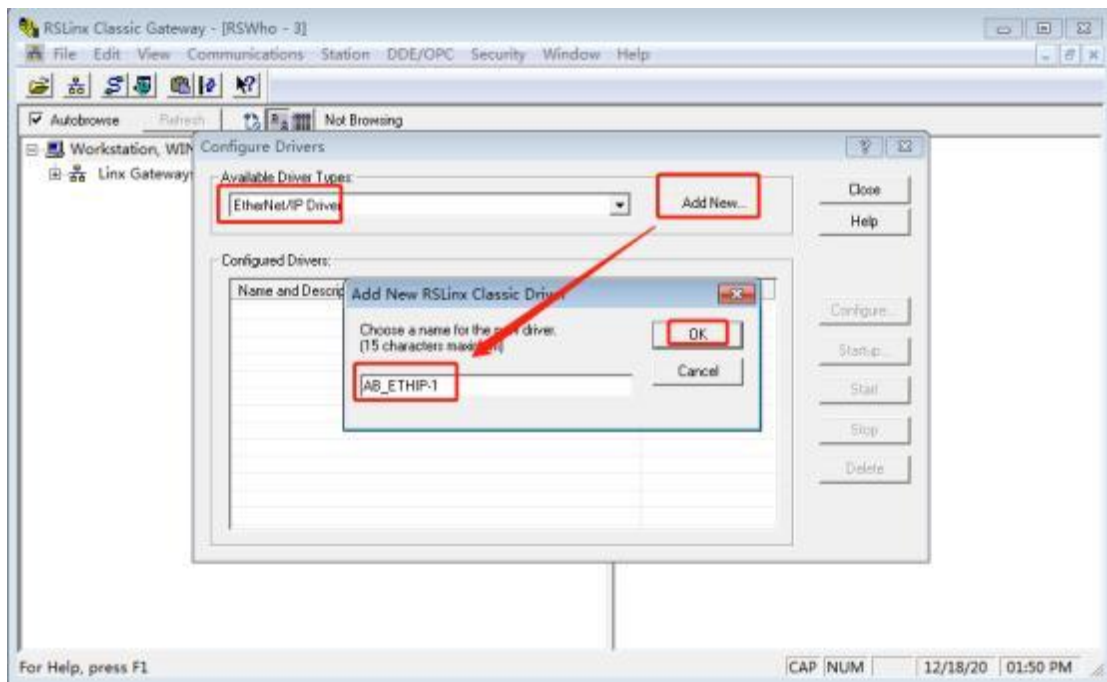 RSLinx Classic Gateway - [RSWho - 3]
File Edit View Communications Station DDE/OPC Security Window Help
Autobrowse Refresh Not Browsing
Workstation, WIN
Linx Gateway
Configure Drivers
Available Driver Types:
EtherNet/IP Driver
Add New...
Close
Help
Configured Drivers:
Name and Descrip
Add New RSLinx Classic Driver
Choose a name for the new driver.
(15 characters maximum)
AB_ETHIP-1
OK
Cancel
Configure...
Startup...
Start
Stop
Delete
For Help, press F1
CAP NUM 12/18/20 01:50 PM